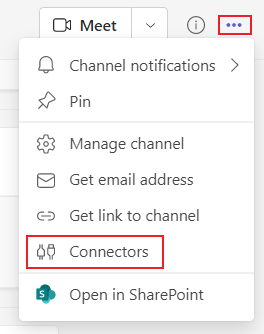 Meet
Channel notifications
Pin
Manage channel
Get email address
Get link to channel
Connectors
Open in SharePoint